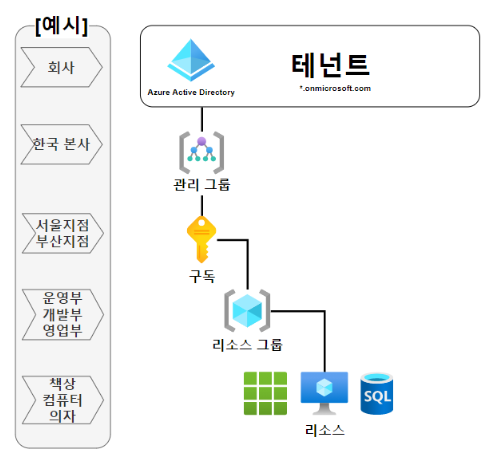 [예시]
회사
한국 본사
서울지점
부산지점
운영부
개발부
영업부
책상
컴퓨터
의자
테넌트
*.onmicrosoft.com
Azure Active Directory
관리 그룹
구독
리소스 그룹
SQL
리소스